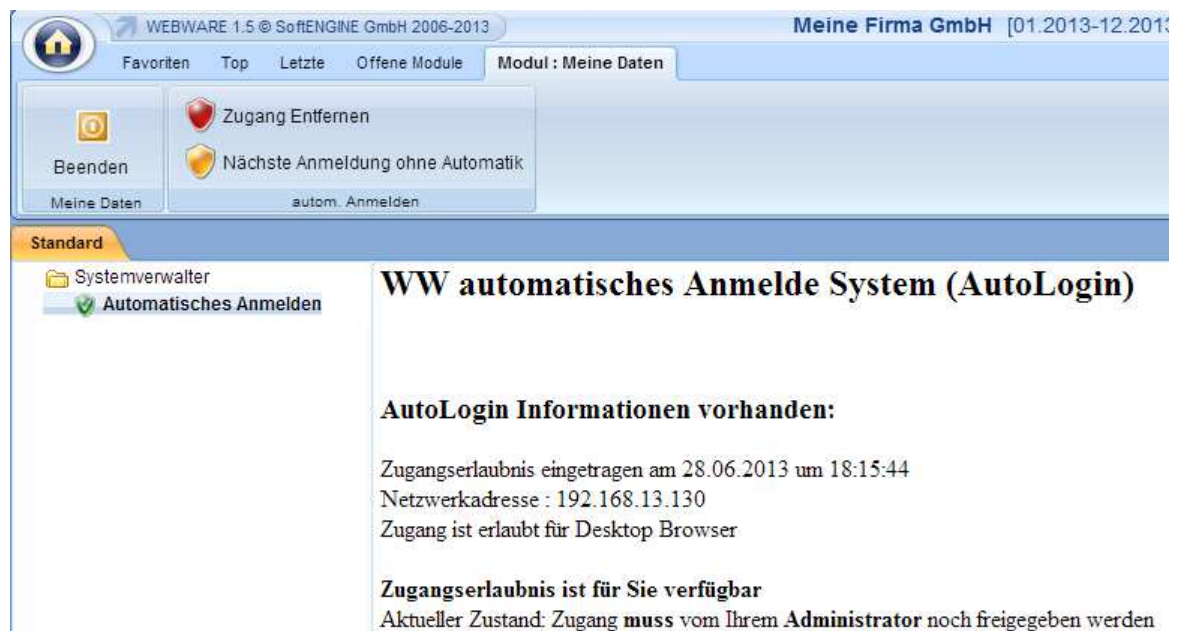 WEBWARE 1.5 © SoftENGINE GmbH 2006-2013
Meine Firma GmbH [01.2013-12.2013
Favoriten Top Letzte Offene Module Modul : Meine Daten
Zugang Entfernen
Beenden
Nächste Anmeldung ohne Automatik
Meine Daten
autom. Anmelden
Standard
Systemverwalter
Automatisches Anmelden
WW automatisches Anmelde System (AutoLogin)
AutoLogin Informationen vorhanden:
Zugangserlaubnis eingetragen am 28.06.2013 um 18:15:44
Netzwerkadresse : 192.168.13.130
Zugang ist erlaubt für Desktop Browser
Zugangserlaubnis ist für Sie verfügbar
Aktueller Zustand: Zugang muss vom Ihrem Administrator noch freigegeben werden